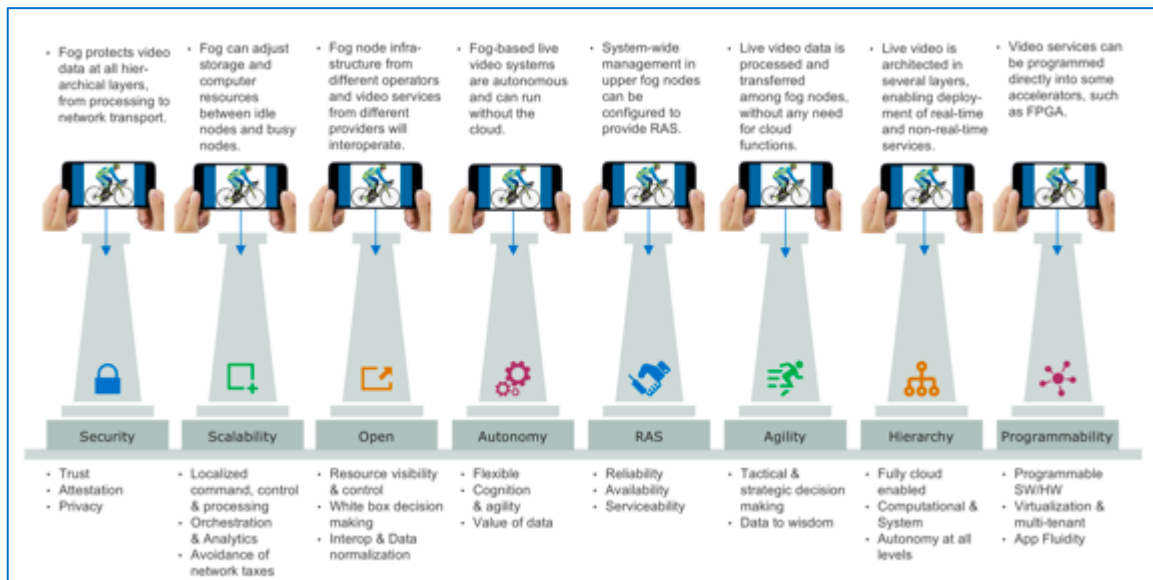 • Fog protects video
data at all hier-
archical layers,
from processing to
network transport.
• Fog can adjust
storage and
computer
resources
between idle
nodes and busy
nodes.
• Fog node infra-
structure from
different operators
and video services
from different
providers will
interoperate.
• Fog-based live
video systems
are autonomous
and can run
without the
cloud.
• System-wide
management in
upper fog nodes
can be
configured to
provide RAS.
• Live video data is
processed and
transferred
among fog nodes,
without any need
for cloud
functions.
• Live video is
architected in
several layers,
enabling deploy-
ment of real-time
and non-real-time
services.
• Video services can
be programmed
directly into some
accelerators, such
as FPGA.
Security
Scalability
Open
Autonomy
RAS
Agility
Hierarchy
Programmability
• Trust
• Attestation
• Privacy
• Localized
command, control
& processing
• Orchestration
& Analytics
• Avoidance of
network taxes
• Resource visibility
& control
• White box decision
making
• Interop & Data
normalization
• Flexible
• Cognition
& agility
• Value of data
• Reliability
• Availability
• Serviceability
• Tactical &
strategic decision
making
• Data to wisdom
• Fully cloud
enabled
• Computational &
System
• Autonomy at all
levels
• Programmable
SW/HW
• Virtualization &
multi-tenant
• App Fluidity